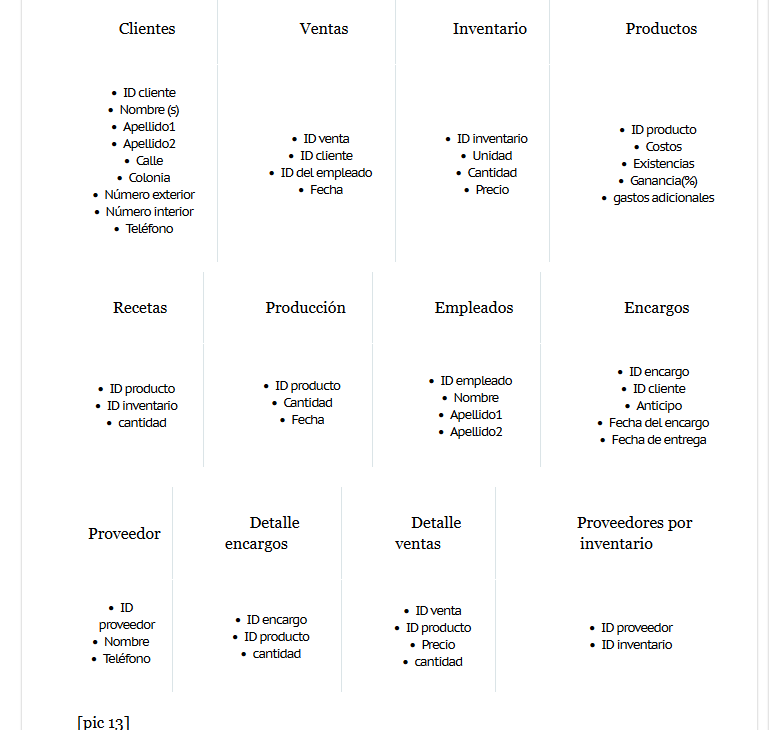 Clientes
Ventas
Inventario
Productos
• ID cliente
• Nombre (s)
• Apellido1
• Apellido2
• Calle
• Colonia
• Número exterior
• Número interior
• Teléfono
• ID venta
• ID cliente
• ID del empleado
• Fecha
• ID inventario
• Unidad
• Cantidad
• Precio
• ID producto
• Costos
• Existencias
• Ganancia(%)
• gastos adicionales
Recetas
Producción
Empleados
Encargos
• ID producto
• ID inventario
• cantidad
• ID producto
• Cantidad
• Fecha
• ID empleado
• Nombre
• Apellido1
• Apellido2
• ID encargo
• ID cliente
• Anticipo
• Fecha del encargo
• Fecha de entrega
Proveedor
Detalle
encargos
Detalle
ventas
Proveedores por
inventario
• ID
proveedor
• Nombre
• Teléfono
• ID encargo
• ID producto
• cantidad
• ID venta
• ID producto
• Precio
• cantidad
• ID proveedor
• ID inventario
[pic 13]